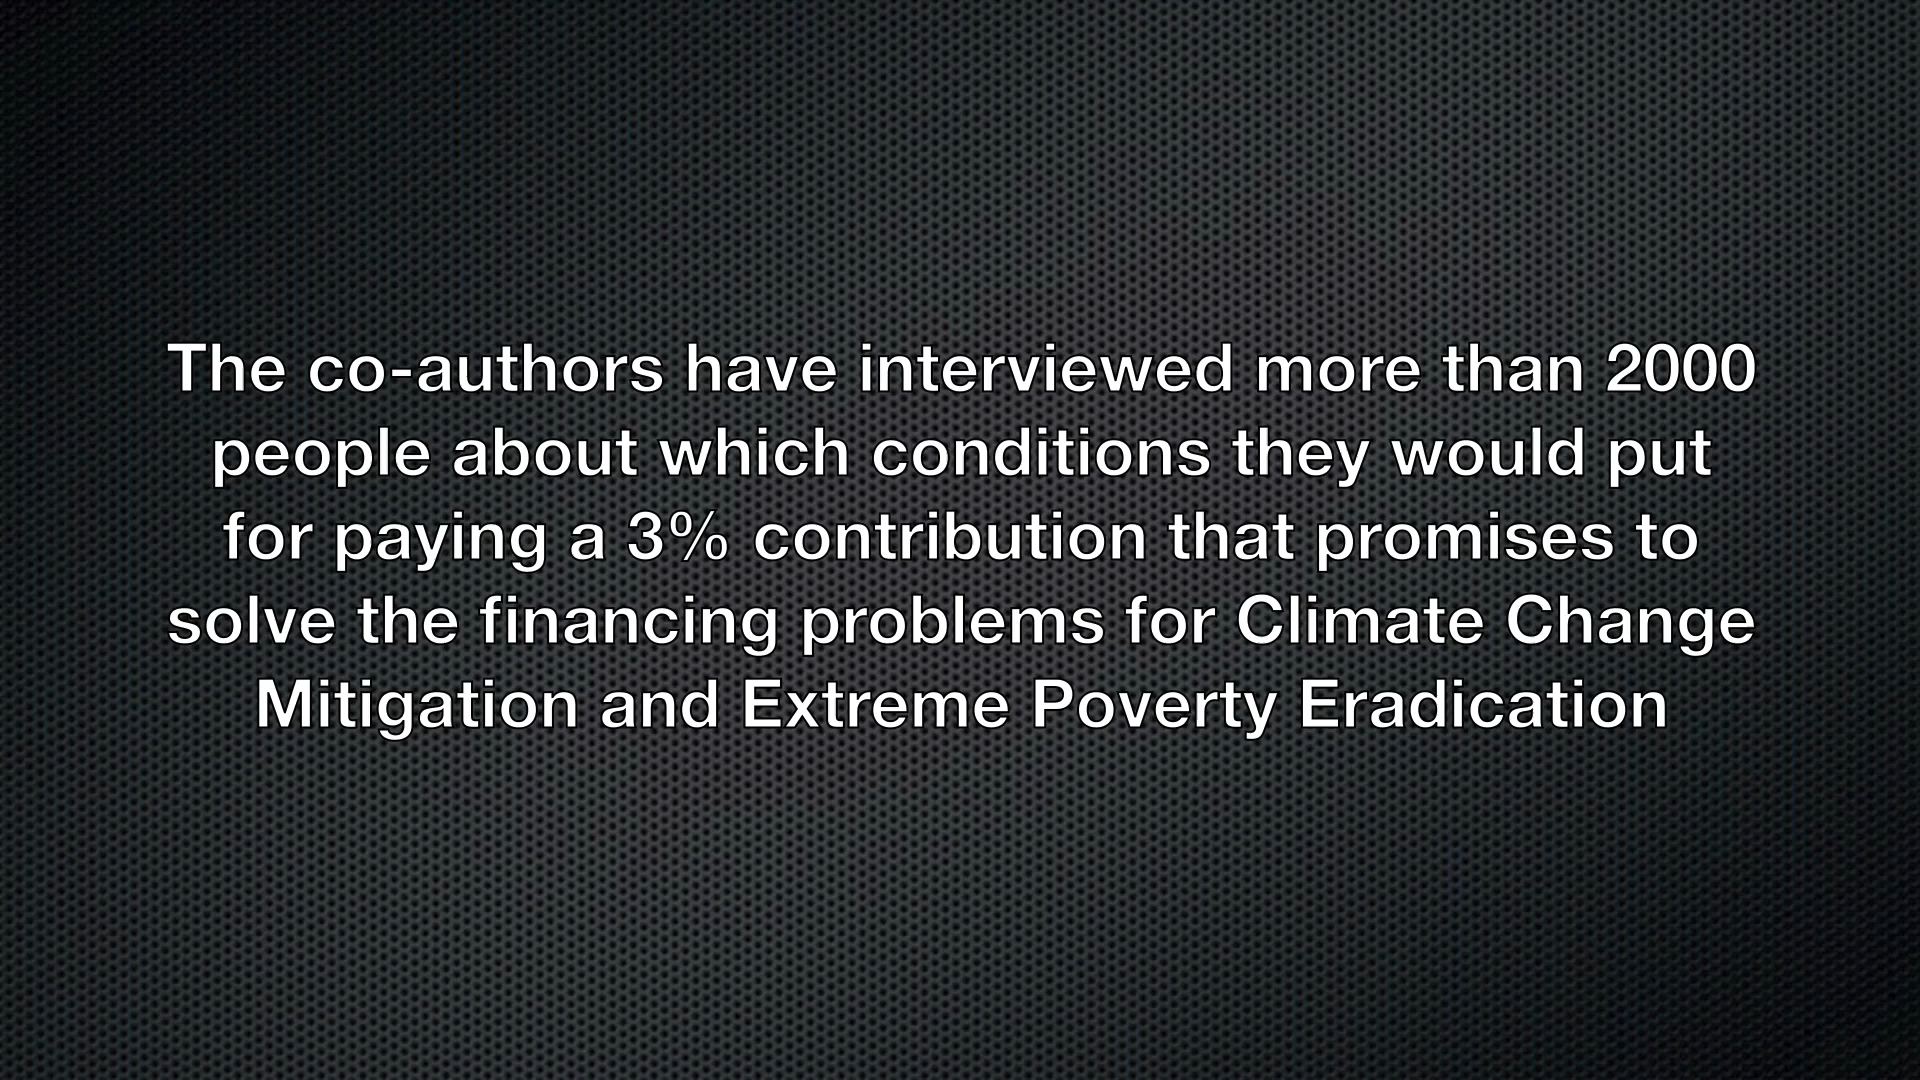 The co-authors have interviewed more than 2000
people about which conditions they would put
for paying a 3% contribution that promises to
solve the financing problems for Climate Change
Mitigation and Extreme Poverty Eradication